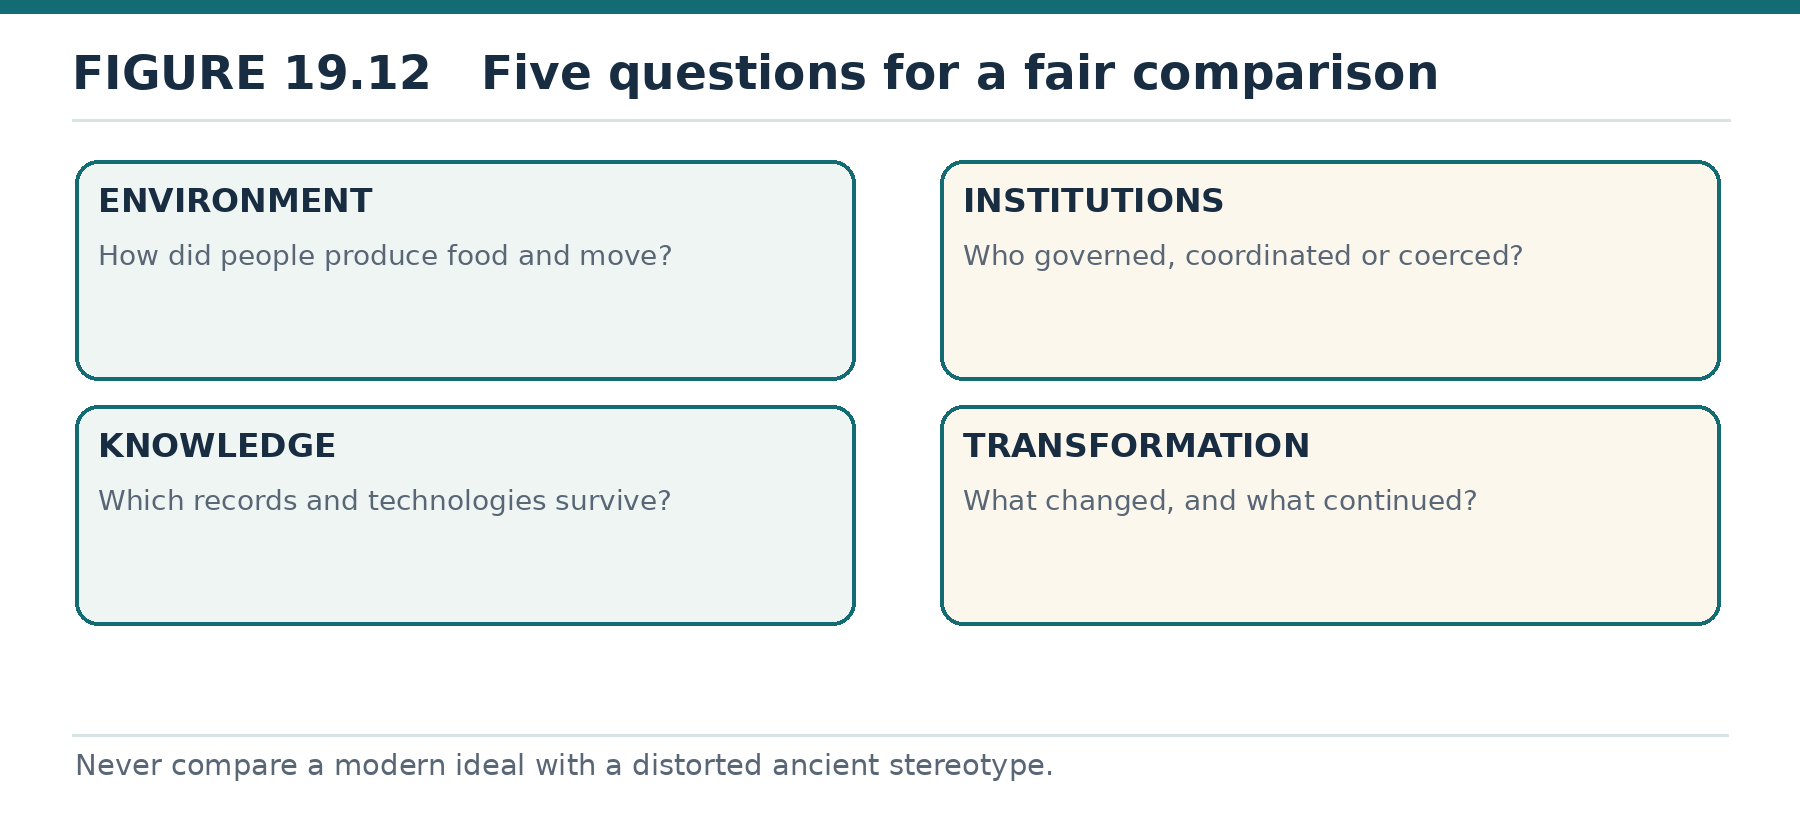 FIGURE 19.12 Five questions for a fair comparison
ENVIRONMENT
How did people produce food and move?
INSTITUTIONS
Who governed, coordinated or coerced?
KNOWLEDGE
Which records and technologies survive?
TRANSFORMATION
What changed, and what continued?
Never compare a modern ideal with a distorted ancient stereotype.